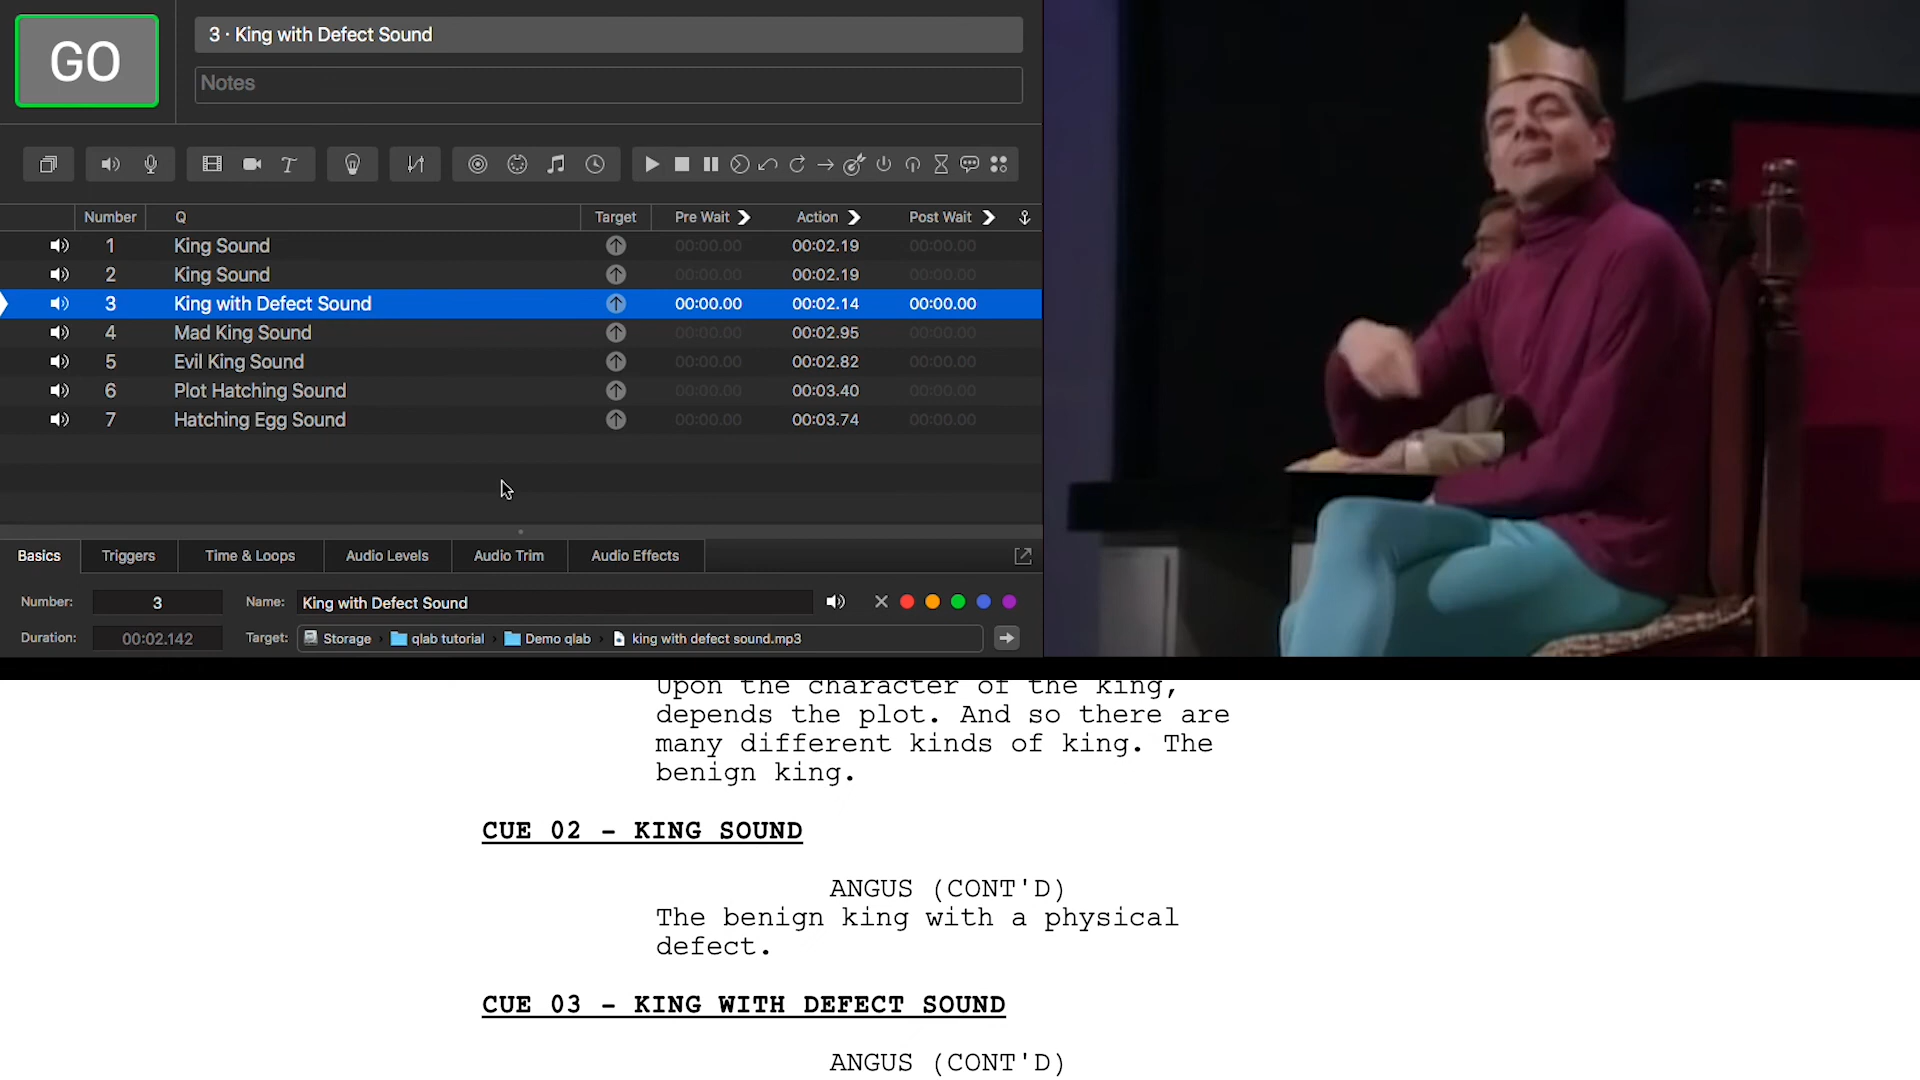 GO
3 · King with Defect Sound
Notes
Number Q Target Pre Wait Action Post Wait
1 King Sound 00:00.00 00:02.19 00:00.00
2 King Sound 00:00.00 00:02.19 00:00.00
3 King with Defect Sound 00:00.00 00:02.14 00:00.00
4 Mad King Sound 00:00.00 00:02.95 00:00.00
5 Evil King Sound 00:00.00 00:02.82 00:00.00
6 Plot Hatching Sound 00:00.00 00:03.40 00:00.00
7 Hatching Egg Sound 00:00.00 00:03.74 00:00.00
Basics Triggers Time & Loops Audio Levels Audio Trim Audio Effects
Number: 3 Name: King with Defect Sound
Duration: 00:02.142 Target: Storage qlab tutorial Demo qlab king with defect sound.mp3
Upon the character of the king,
depends the plot. And so there are
many different kinds of king. The
benign king.
CUE 02 - KING SOUND
ANGUS (CONT'D)
The benign king with a physical
defect.
CUE 03 - KING WITH DEFECT SOUND
ANGUS (CONT'D)